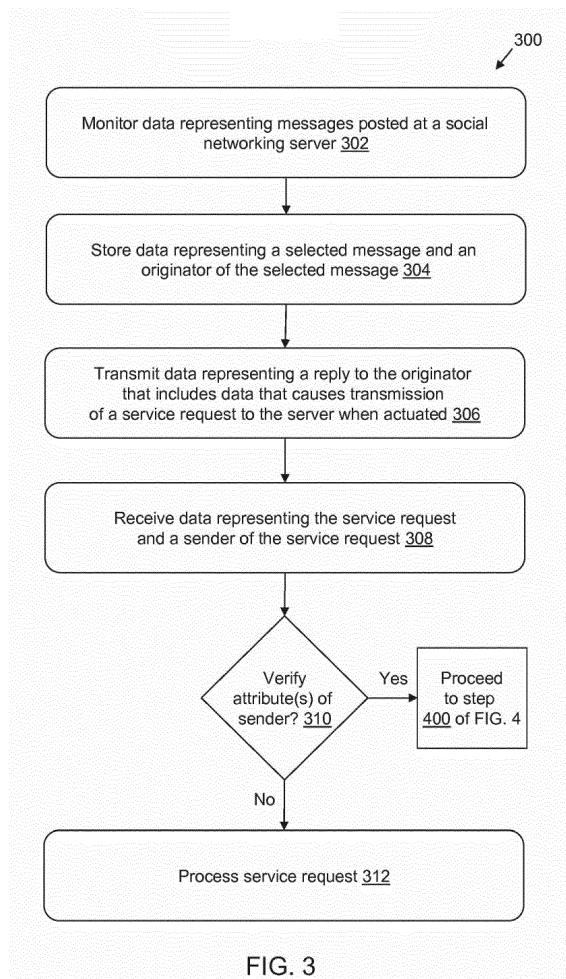 300
Monitor data representing messages posted at a social
networking server 302
Store data representing a selected message and an
originator of the selected message 304
Transmit data representing a reply to the originator
that includes data that causes transmission
of a service request to the server when actuated 306
Receive data representing the service request
and a sender of the service request 308
Verify
attribute(s) of
sender? 310
Yes
Proceed
to step
400 of FIG. 4
No
Process service request 312
FIG. 3